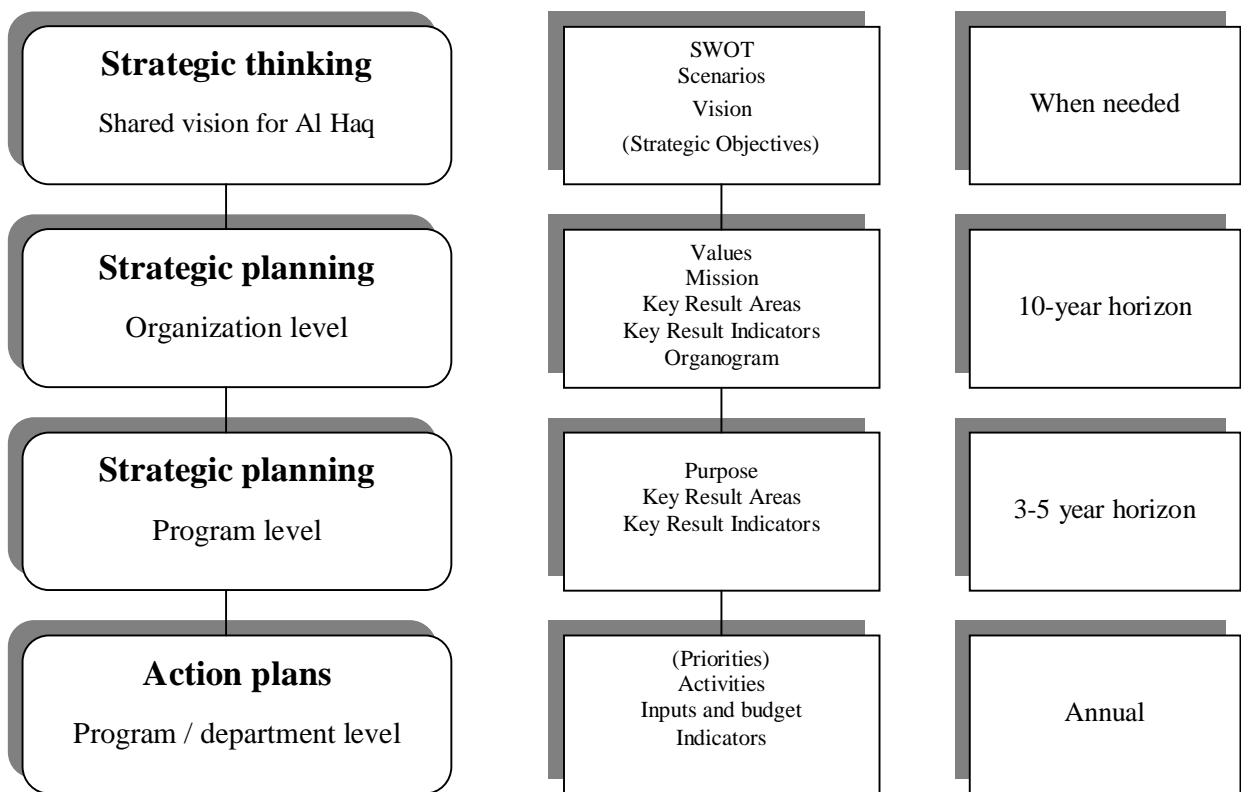 Strategic thinking
Shared vision for Al Haq
SWOT
Scenarios
Vision
(Strategic Objectives)
When needed
Strategic planning
Organization level
Values
Mission
Key Result Areas
Key Result Indicators
Organogram
10-year horizon
Strategic planning
Program level
Purpose
Key Result Areas
Key Result Indicators
3-5 year horizon
Action plans
Program / department level
(Priorities)
Activities
Inputs and budget
Indicators
Annual